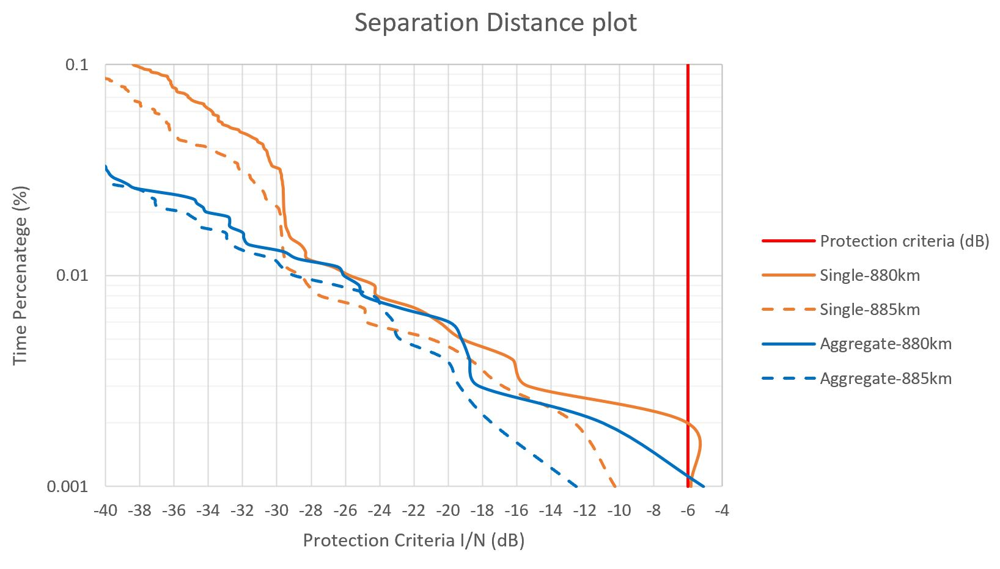 Separation Distance plot
0.1
0.01
0.001
Time Percenatege (%)
-40 -38 -36 -34 -32 -30 -28 -26 -24 -22 -20 -18 -16 -14 -12 -10 -8 -6 -4
Protection Criteria I/N (dB)
Protection criteria (dB)
Single-880km
Single-885km
Aggregate-880km
Aggregate-885km